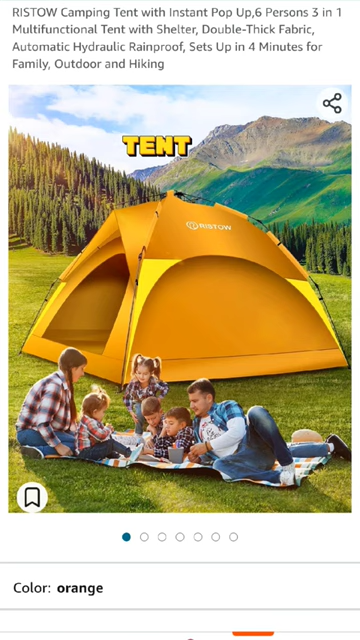 RISTOW Camping Tent with Instant Pop Up,6 Persons 3 in 1
Multifunctional Tent with Shelter, Double-Thick Fabric,
Automatic Hydraulic Rainproof, Sets Up in 4 Minutes for
Family, Outdoor and Hiking
TENT
RISTOW
Color: orange